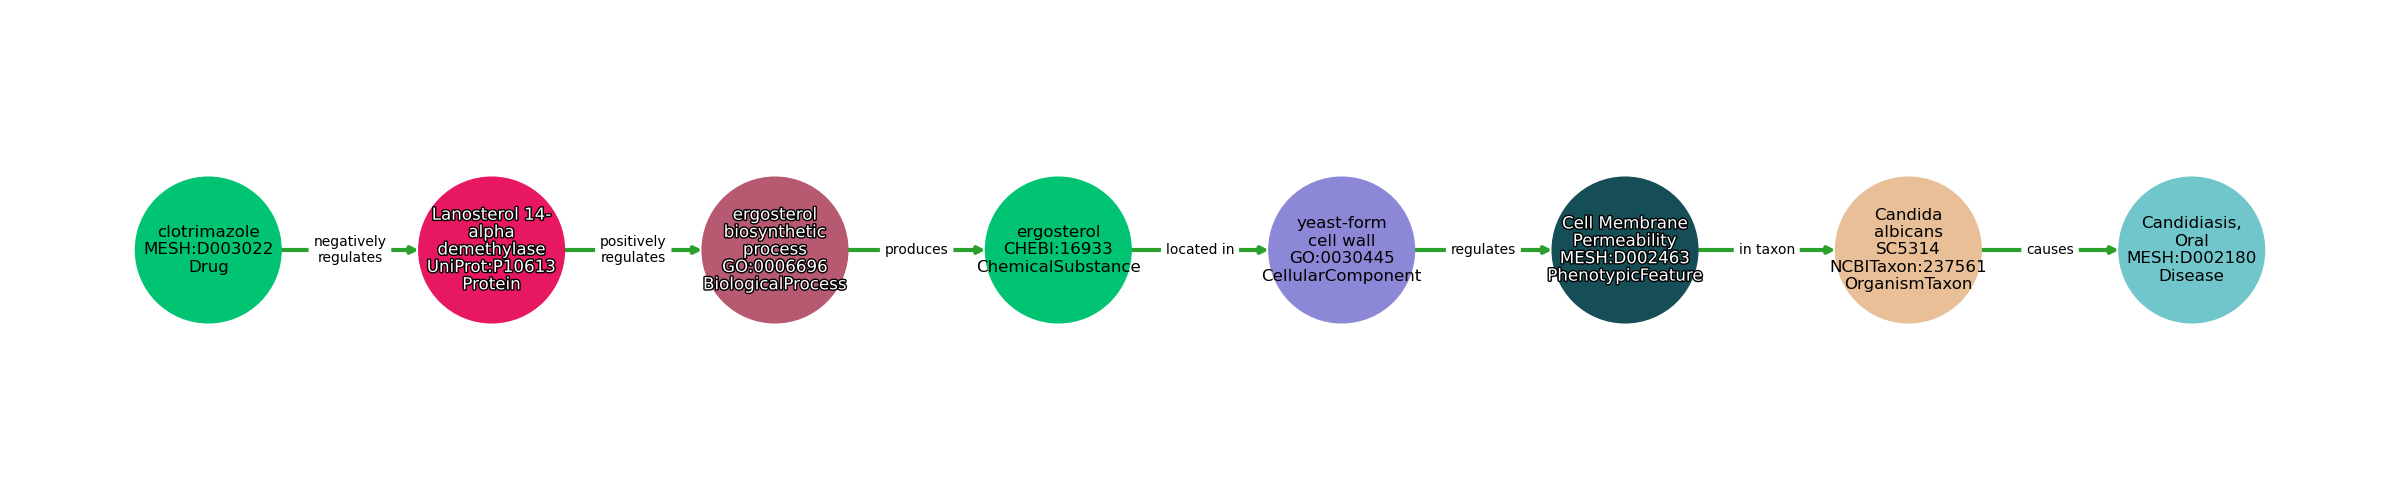 clotrimazole
MESH:D003022
Drug
negatively
regulates
Lanosterol 14-
alpha
demethylase
UniProt:P10613
Protein
positively
regulates
ergosterol
biosynthetic
process
GO:0006696
BiologicalProcess
produces
ergosterol
CHEBI:16933
ChemicalSubstance
located in
yeast-form
cell wall
GO:0030445
CellularComponent
regulates
Cell Membrane
Permeability
MESH:D002463
PhenotypicFeature
in taxon
Candida
albicans
SC5314
NCBITaxon:237561
OrganismTaxon
causes
Candidiasis,
Oral
MESH:D002180
Disease